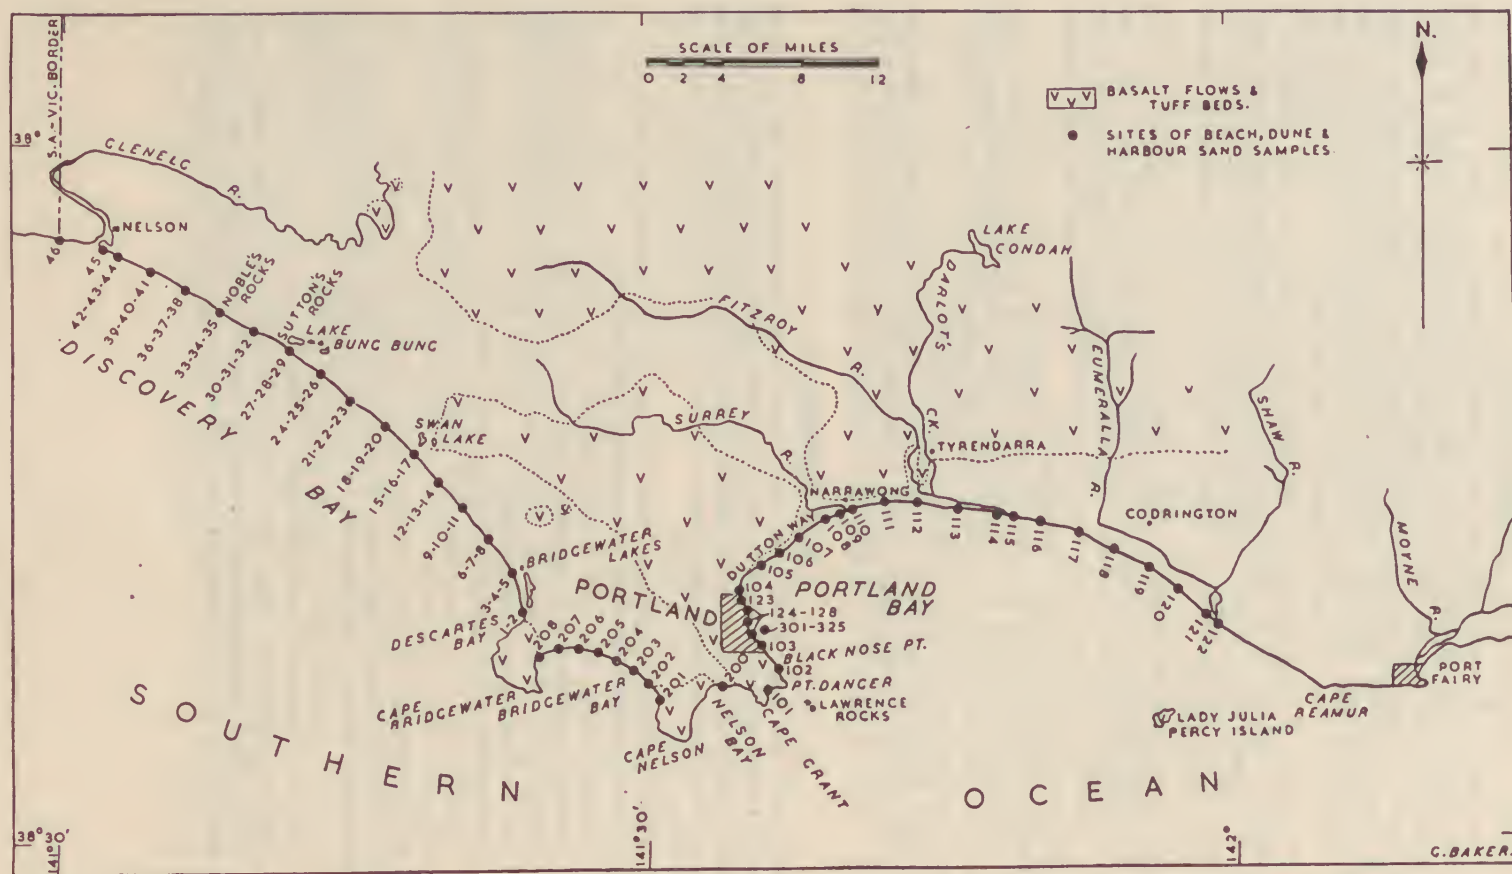 SCALE OF MILES
0 2 4 8 12
N.
BASALT FLOWS &
TUFF BEDS.
SITES OF BEACH, DUNE &
HARBOUR SAND SAMPLES
S.A.-VIC. BORDER
38°
GLENELG
R.
NELSON
46
45
42-43-44
39-40-41
36-37-38
33-34-35
30-31-32
27-28-29
24-25-26
21-22-23
18-19-20
15-16-17
12-13-14
9-10-11
6-7-8
3-4-5
1-2
NOBLE'S
ROCKS
SUTTON'S
ROCKS
LAKE
BUNG BUNG
DISCOVERY
BAY
SWAN
LAKE
LAKE
CONDAH
DARLOT'S
CK.
FITZROY
R.
SURREY
R.
EUMERALLA
R.
SHAW
R.
MOYNE
R.
TYRENDARRA
NARRAWONG
CODRINGTON
DUTTON WAY
BRIDGEWATER
LAKES
DESCARTES
BAY
PORTLAND
PORTLAND
BAY
104
105
106
107
108
109
110
111
112
113
114
115
116
117
118
119
120
121
122
123
124-128
301-325
103
BLACK NOSE PT.
102
PT. DANGER
101
LAWRENCE
ROCKS
200
201
202
203
204
205
206
207
208
CAPE
BRIDGEWATER
BRIDGEWATER
BAY
CAPE
NELSON
NELSON
BAY
CAPE GRANT
PORT
FAIRY
CAPE
REAMUR
LADY JULIA
PERCY ISLAND
SOUTHERN OCEAN
38°30'
141°
141°30'
142°
G. BAKER.